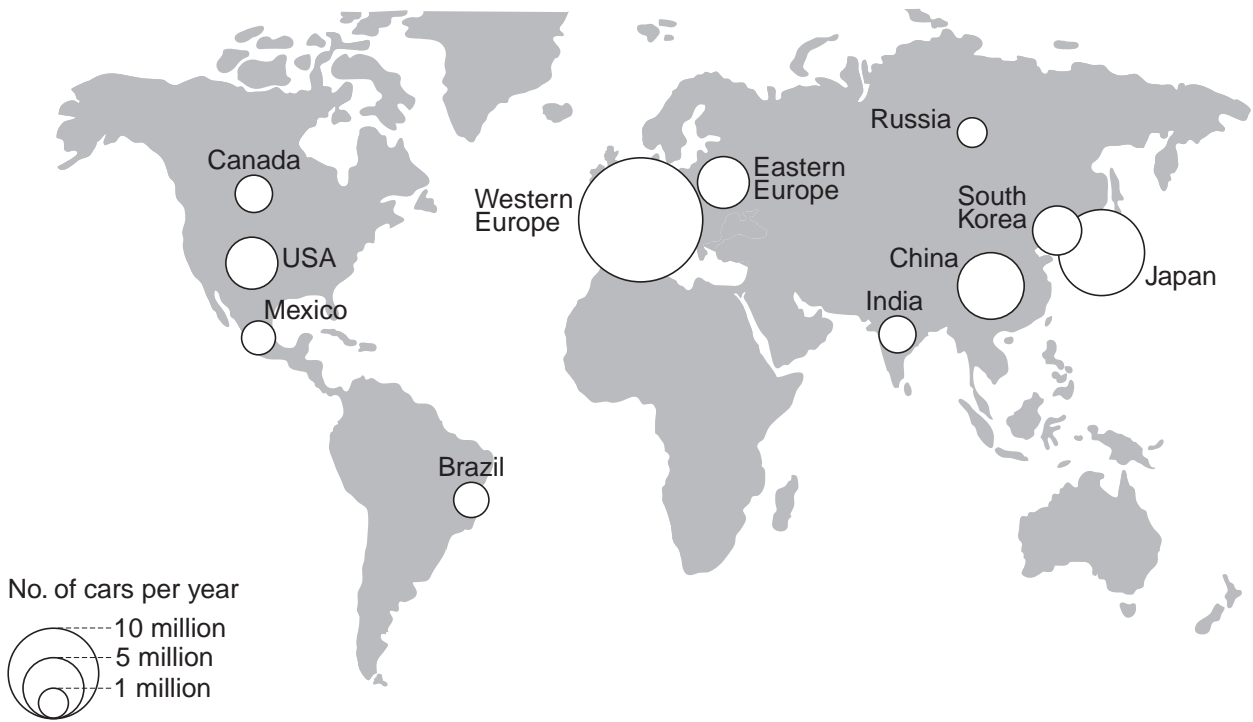 Russia
Canada
Eastern
Europe
Western
Europe
South
Korea
USA
China
Japan
India
Mexico
Brazil
No. of cars per year
10 million
5 million
1 million